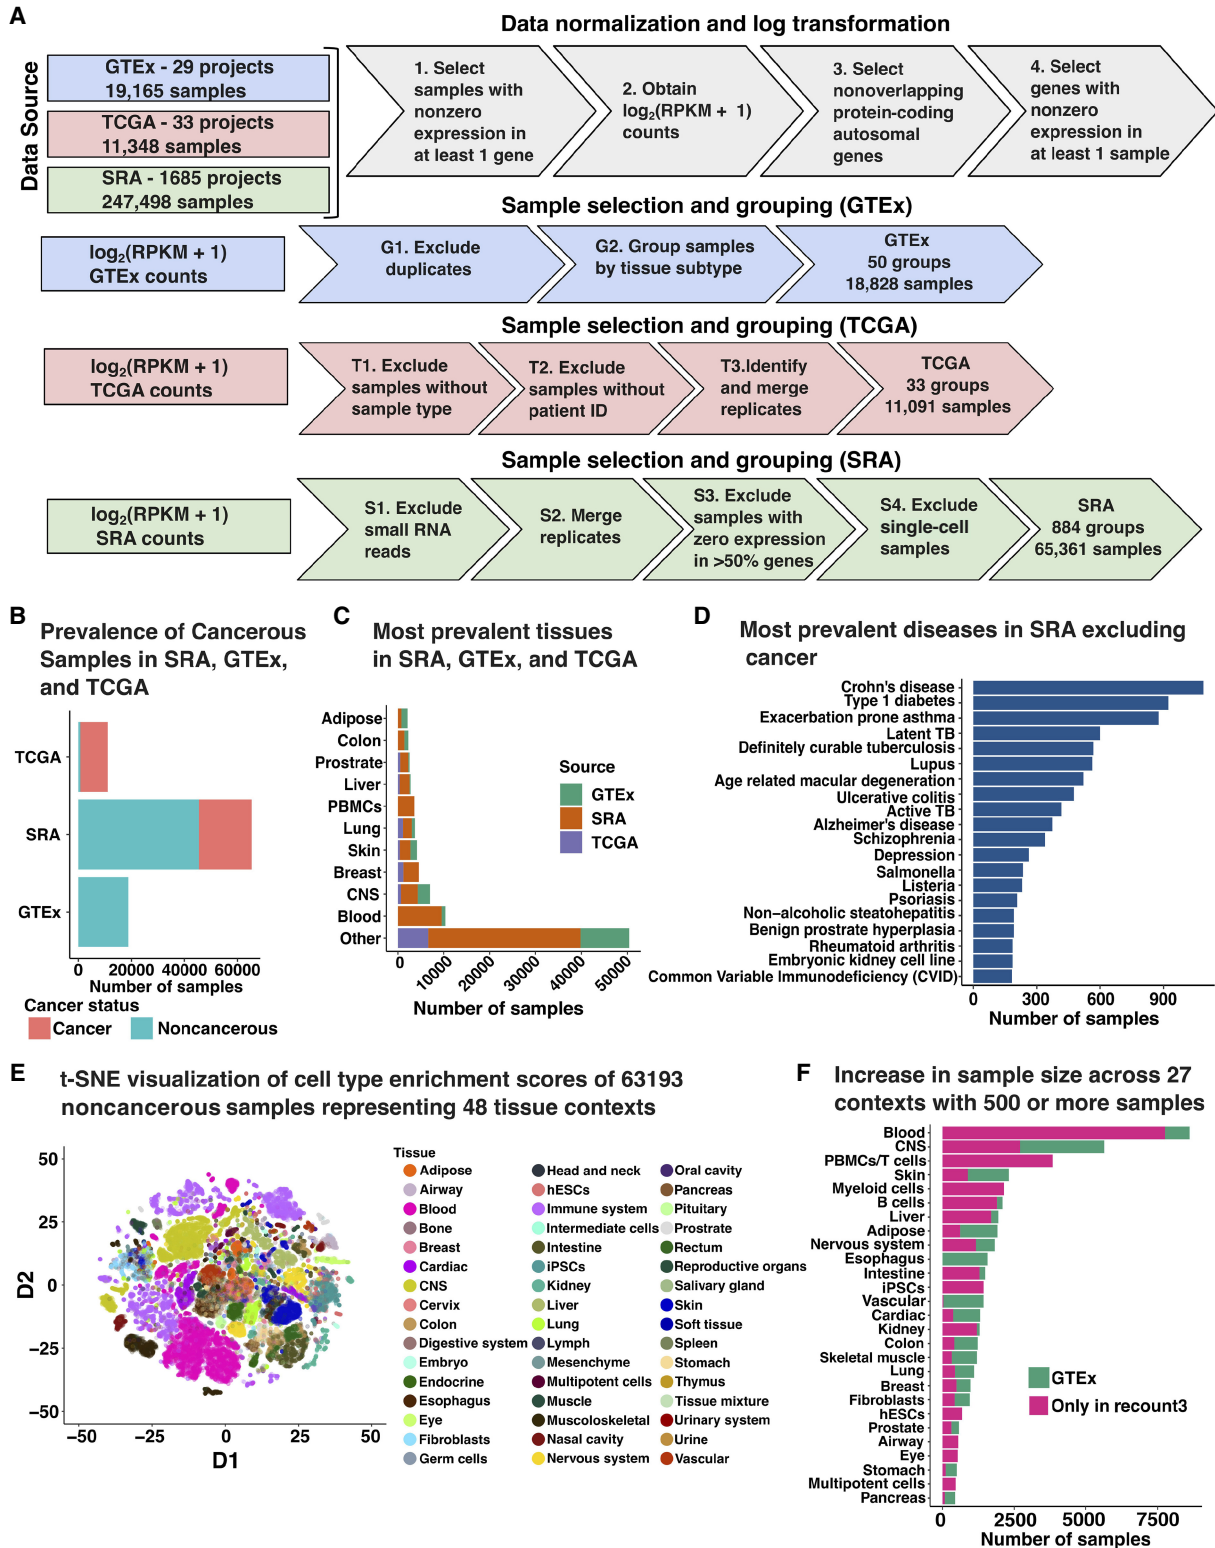 A
Data normalization and log transformation
Data Source
GTEx - 29 projects
19,165 samples
TCGA - 33 projects
11,348 samples
SRA - 1685 projects
247,498 samples
1. Select
samples with
nonzero
expression in
at least 1 gene
2. Obtain
log₂(RPKM + 1)
counts
3. Select
nonoverlapping
protein-coding
autosomal
genes
4. Select
genes with
nonzero
expression in
at least 1 sample
Sample selection and grouping (GTEx)
log₂(RPKM + 1)
GTEx counts
G1. Exclude
duplicates
G2. Group samples
by tissue subtype
GTEx
50 groups
18,828 samples
Sample selection and grouping (TCGA)
log₂(RPKM + 1)
TCGA counts
T1. Exclude
samples without
sample type
T2. Exclude
samples without
patient ID
T3.Identify
and merge
replicates
TCGA
33 groups
11,091 samples
Sample selection and grouping (SRA)
log₂(RPKM + 1)
SRA counts
S1. Exclude
small RNA
reads
S2. Merge
replicates
S3. Exclude
samples with
zero expression
in >50% genes
S4. Exclude
single-cell
samples
SRA
884 groups
65,361 samples
B
Prevalence of Cancerous
Samples in SRA, GTEx,
and TCGA
TCGA
SRA
GTEx
0 20000 40000 60000
Number of samples
Cancer status
Cancer Noncancerous
C
Most prevalent tissues
in SRA, GTEx, and TCGA
Adipose
Colon
Prostrate
Liver
PBMCs
Lung
Skin
Breast
CNS
Blood
Other
Source
GTEx
SRA
TCGA
0 10000 20000 30000 40000 50000
Number of samples
D
Most prevalent diseases in SRA excluding
cancer
Crohn's disease
Type 1 diabetes
Exacerbation prone asthma
Latent TB
Definitely curable tuberculosis
Lupus
Age related macular degeneration
Ulcerative colitis
Active TB
Alzheimer's disease
Schizophrenia
Depression
Salmonella
Listeria
Psoriasis
Non−alcoholic steatohepatitis
Benign prostrate hyperplasia
Rheumatoid arthritis
Embryonic kidney cell line
Common Variable Immunodeficiency (CVID)
0 300 600 900
Number of samples
E
t-SNE visualization of cell type enrichment scores of 63193
noncancerous samples representing 48 tissue contexts
50
25
0
−25
−50
D2
−50 −25 0 25 50
D1
Tissue
Adipose
Airway
Blood
Bone
Breast
Cardiac
CNS
Cervix
Colon
Digestive system
Embryo
Endocrine
Esophagus
Eye
Fibroblasts
Germ cells
Head and neck
hESCs
Immune system
Intermediate cells
Intestine
iPSCs
Kidney
Liver
Lung
Lymph
Mesenchyme
Multipotent cells
Muscle
Muscoloskeletal
Nasal cavity
Nervous system
Oral cavity
Pancreas
Pituitary
Prostrate
Rectum
Reproductive organs
Salivary gland
Skin
Soft tissue
Spleen
Stomach
Thymus
Tissue mixture
Urinary system
Urine
Vascular
F
Increase in sample size across 27
contexts with 500 or more samples
Blood
CNS
PBMCs/T cells
Skin
Myeloid cells
B cells
Liver
Adipose
Nervous system
Esophagus
Intestine
iPSCs
Vascular
Cardiac
Kidney
Colon
Skeletal muscle
Lung
Breast
Fibroblasts
hESCs
Prostate
Airway
Eye
Stomach
Multipotent cells
Pancreas
GTEx
Only in recount3
0 2500 5000 7500
Number of samples